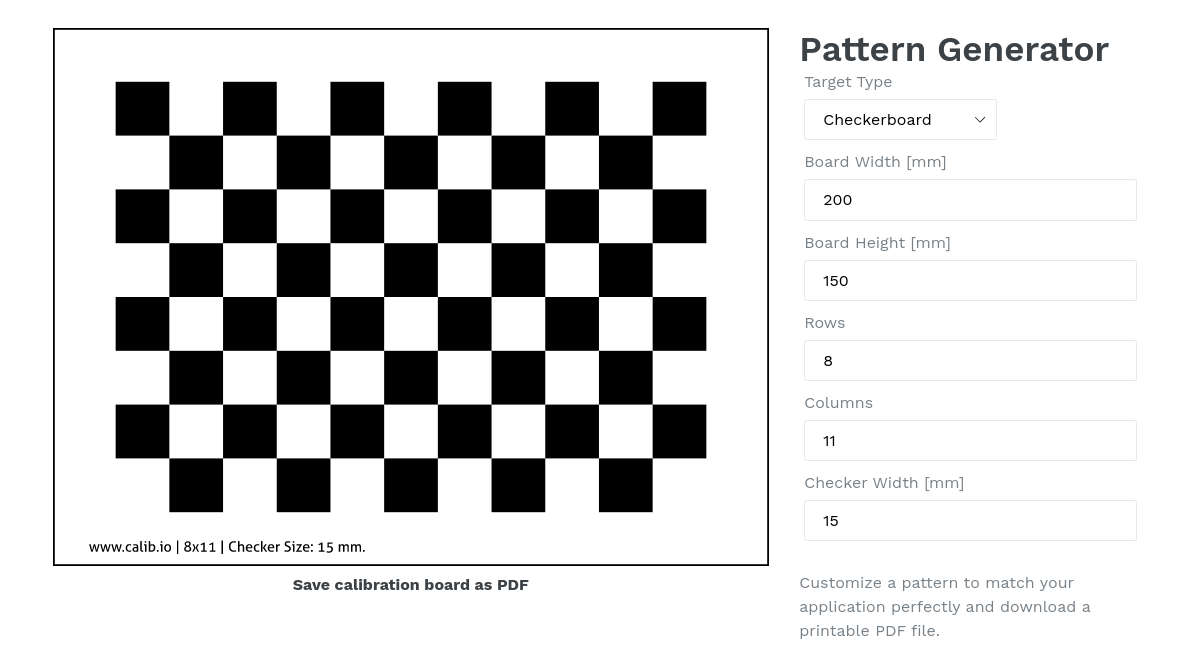 Pattern Generator
Target Type
Checkerboard
Board Width [mm]
200
Board Height [mm]
150
Rows
8
Columns
11
Checker Width [mm]
15
www.calib.io | 8x11 | Checker Size: 15 mm.
Save calibration board as PDF
Customize a pattern to match your
application perfectly and download a
printable PDF file.